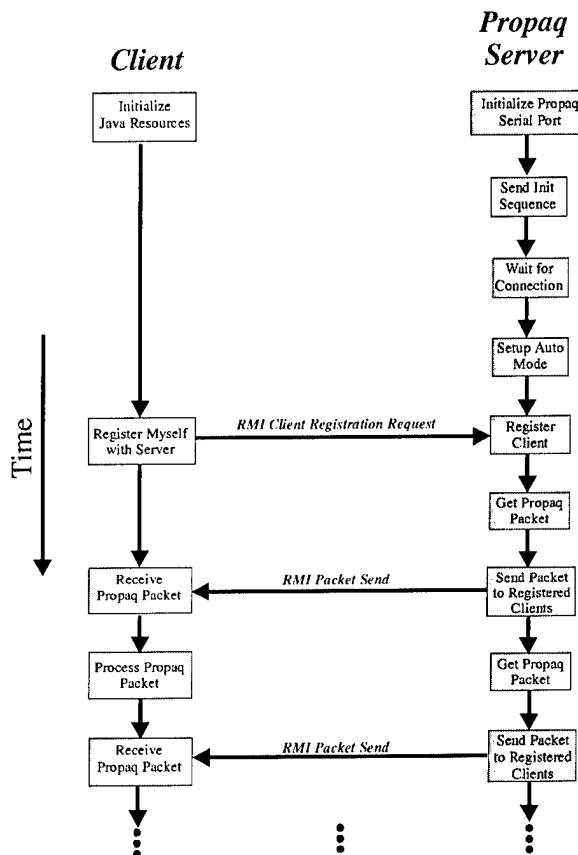 Client
Propaq
Server
Initialize
Java Resources
Initialize Propaq
Serial Port
Send Init
Sequence
Wait for
Connection
Setup Auto
Mode
Time
Register Myself
with Server
RMI Client Registration Request
Register
Client
Get Propaq
Packet
Receive
Propaq Packet
RMI Packet Send
Send Packet
to Registered
Clients
Process Propaq
Packet
Get Propaq
Packet
Receive
Propaq Packet
RMI Packet Send
Send Packet
to Registered
Clients